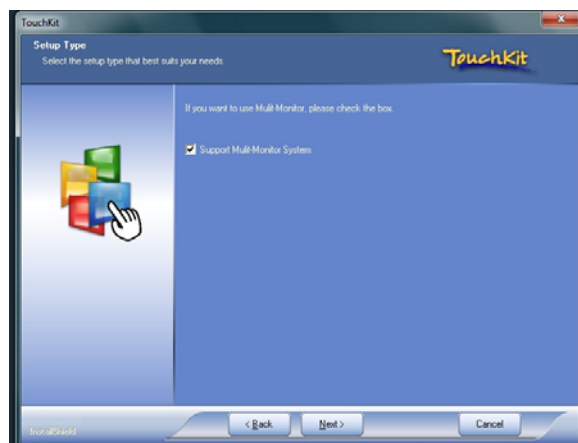 TouchKit
Setup Type
Select the setup type that best suits your needs.
TouchKit
If you want to use Mulit Monitor, please check the box.
Support Mulit-Monitor System
InstallShield
< Back
Next >
Cancel